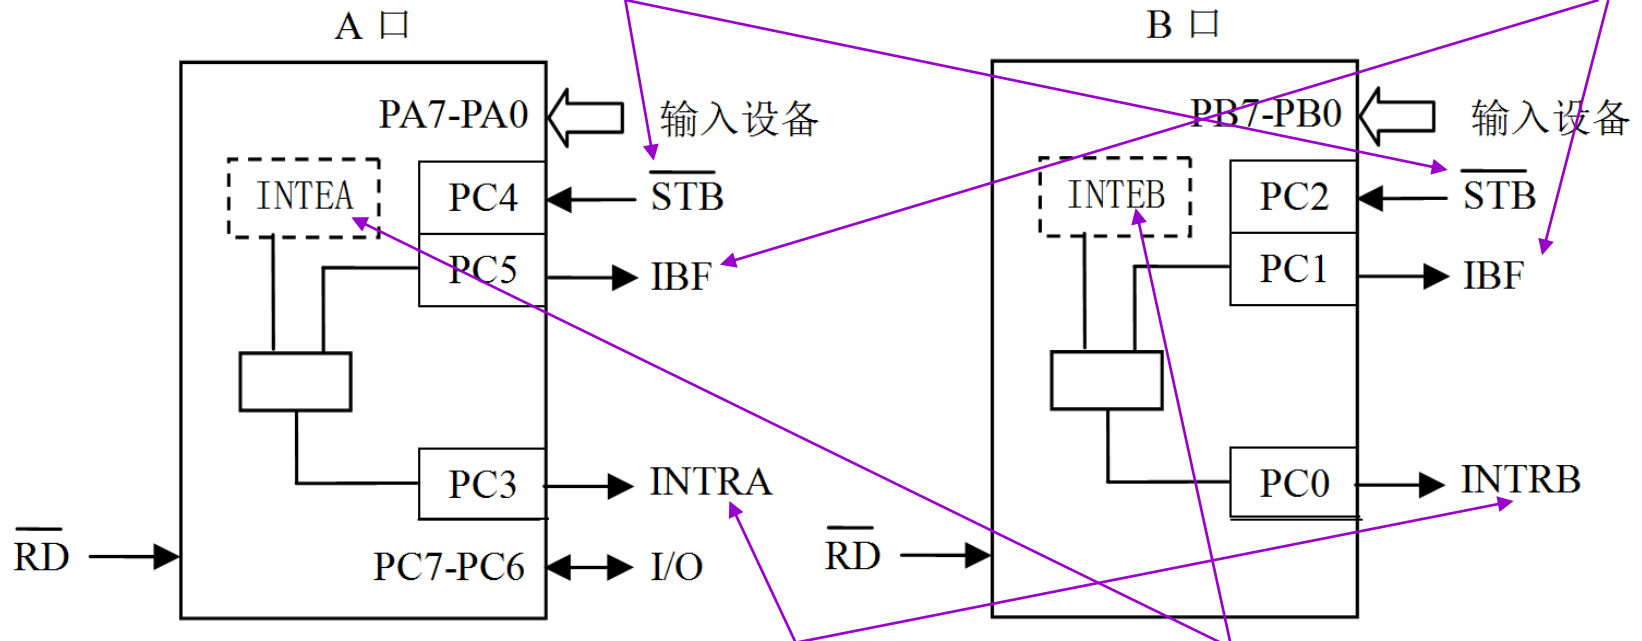 A 口
PA7-PA0
输入设备
INTEA
PC4
STB
PC5
IBF
PC3
INTRA
RD
PC7-PC6
I/O
B 口
PB7-PB0
输入设备
INTEB
PC2
STB
PC1
IBF
PC0
INTRB
RD